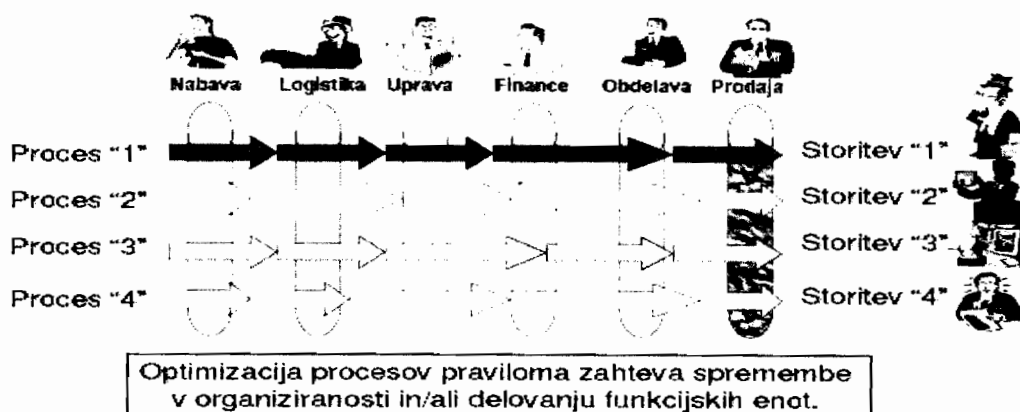 Nabava Logistika Uprava Finance Obdelava Prodaja
Proces "1" Storitev "1"
Proces "2" Storitev "2"
Proces "3" Storitev "3"
Proces "4" Storitev "4"
Optimizacija procesov praviloma zahteva spremembe
v organiziranosti in/ali delovanju funkcijskih enot.